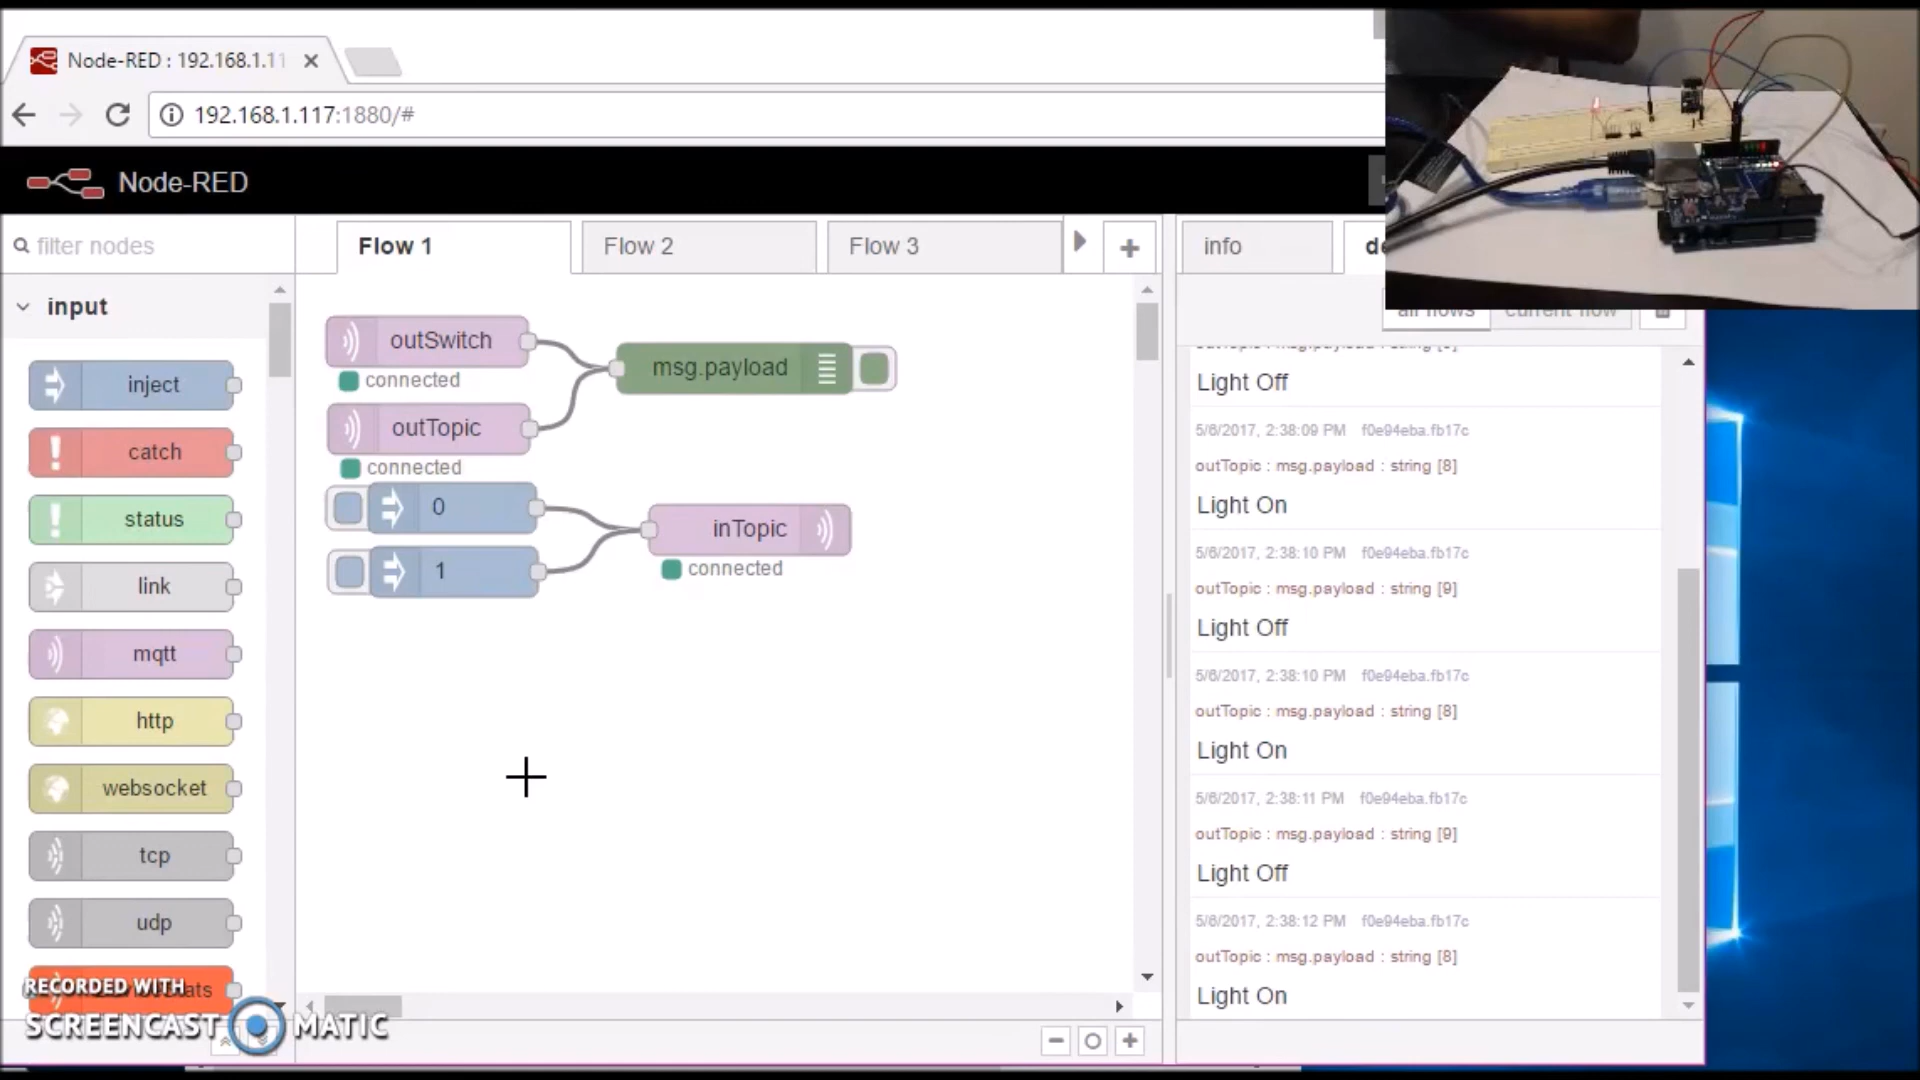 Node-RED : 192.168.1.11
192.168.1.117:1880/#
Node-RED
filter nodes
Flow 1
Flow 2
Flow 3
info
de
all flows
current flow
input
inject
catch
status
link
mqtt
http
websocket
tcp
udp
outSwitch
connected
outTopic
connected
msg.payload
0
1
inTopic
connected
Light Off
5/6/2017, 2:38:09 PM f0e94eba.fb17c
outTopic : msg.payload : string [8]
Light On
5/6/2017, 2:38:10 PM f0e94eba.fb17c
outTopic : msg.payload : string [9]
Light Off
5/6/2017, 2:38:10 PM f0e94eba.fb17c
outTopic : msg.payload : string [8]
Light On
5/6/2017, 2:38:11 PM f0e94eba.fb17c
outTopic : msg.payload : string [9]
Light Off
5/6/2017, 2:38:12 PM f0e94eba.fb17c
outTopic : msg.payload : string [8]
Light On
RECORDED WITH
SCREENCAST MATIC